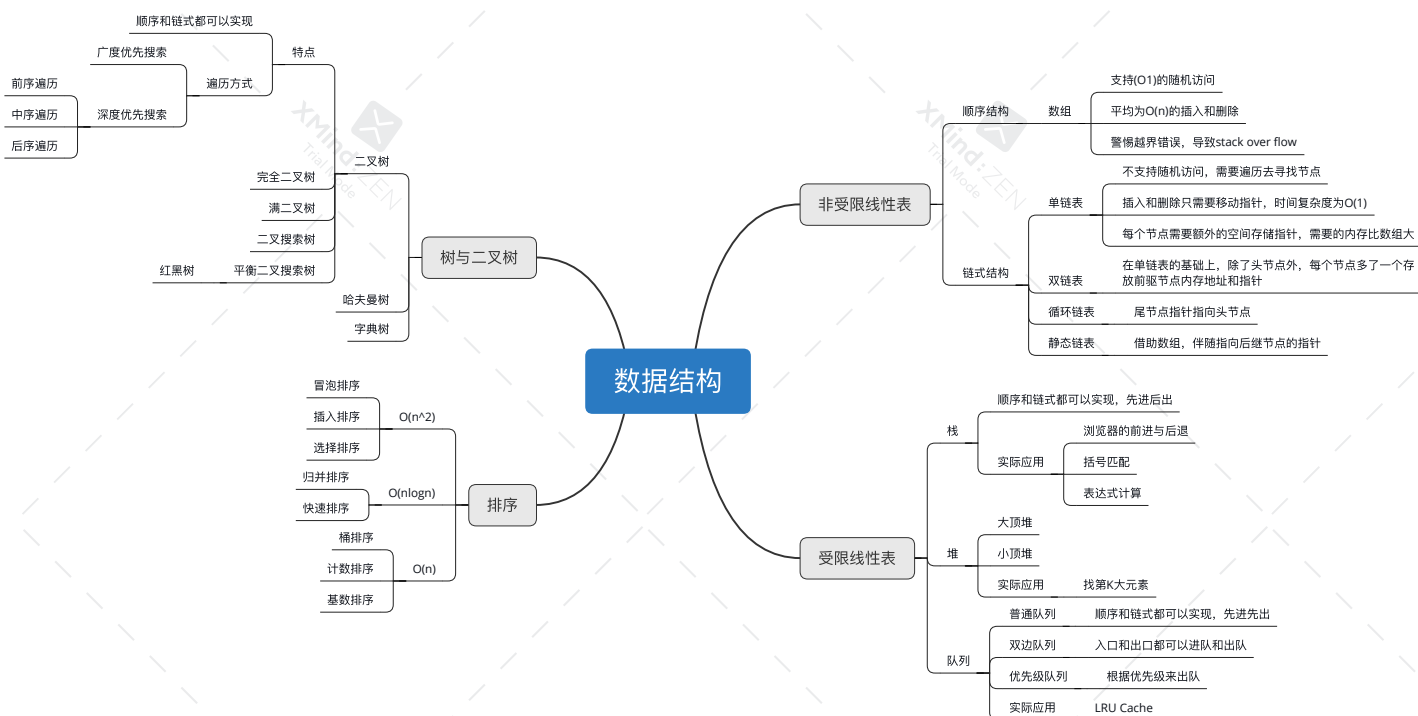 数据结构
非受限线性表
顺序结构
数组
支持(O1)的随机访问
平均为O(n)的插入和删除
警惕越界错误，导致stack over flow
链式结构
单链表
不支持随机访问，需要遍历去寻找节点
插入和删除只需要移动指针，时间复杂度为O(1)
每个节点需要额外的空间存储指针，需要的内存比数组大
双链表
在单链表的基础上，除了头节点外，每个节点多了一个存
放前驱节点内存地址和指针
循环链表
尾节点指针指向头节点
静态链表
借助数组，伴随指向后继节点的指针
受限线性表
栈
顺序和链式都可以实现，先进后出
实际应用
浏览器的前进与后退
括号匹配
表达式计算
堆
大顶堆
小顶堆
实际应用
找第K大元素
队列
普通队列
顺序和链式都可以实现，先进先出
双边队列
入口和出口都可以进队和出队
优先级队列
根据优先级来出队
实际应用
LRU Cache
树与二叉树
二叉树
特点
顺序和链式都可以实现
遍历方式
广度优先搜索
深度优先搜索
前序遍历
中序遍历
后序遍历
完全二叉树
满二叉树
二叉搜索树
平衡二叉搜索树
红黑树
哈夫曼树
字典树
排序
O(n^2)
冒泡排序
插入排序
选择排序
O(nlogn)
归并排序
快速排序
O(n)
桶排序
计数排序
基数排序
XMind:ZEN
Trial Mode
XMind:ZEN
Trial Mode